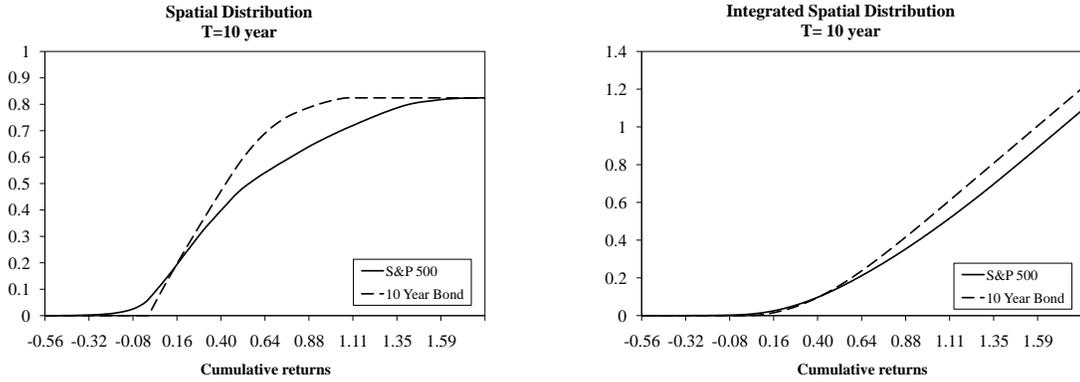 Spatial Distribution
T=10 year
1
0.9
0.8
0.7
0.6
0.5
0.4
0.3
0.2
0.1
0
-0.56 -0.32 -0.08 0.16 0.40 0.64 0.88 1.11 1.35 1.59
Cumulative returns
S&P 500
10 Year Bond
Integrated Spatial Distribution
T= 10 year
1.4
1.2
1
0.8
0.6
0.4
0.2
0
-0.56 -0.32 -0.08 0.16 0.40 0.64 0.88 1.11 1.35 1.59
Cumulative returns
S&P 500
10 Year Bond